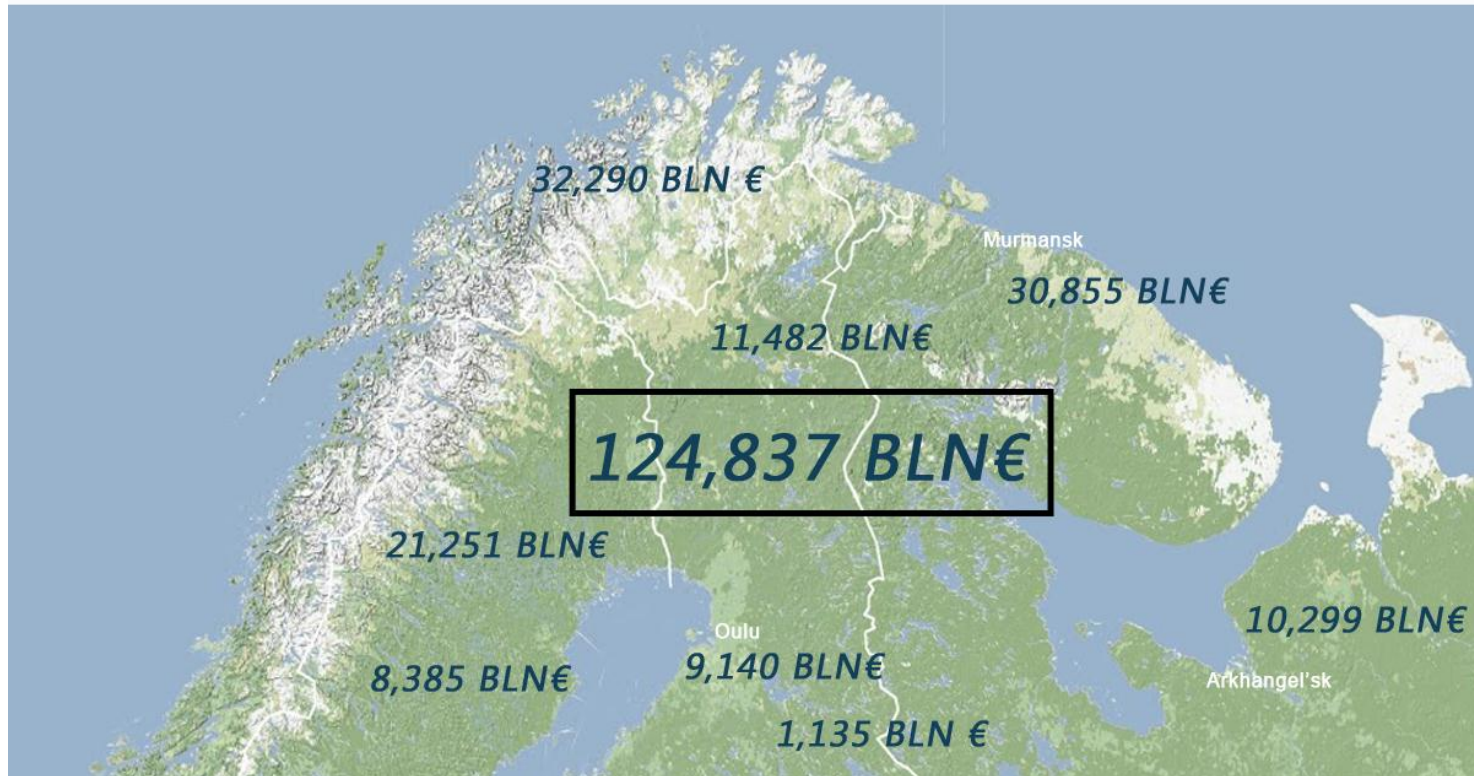 32,290 BLN €
Murmansk
30,855 BLN€
11,482 BLN€
124,837 BLN€
21,251 BLN€
10,299 BLN€
Oulu
9,140 BLN€
8,385 BLN€
Arkhangel'sk
1,135 BLN €